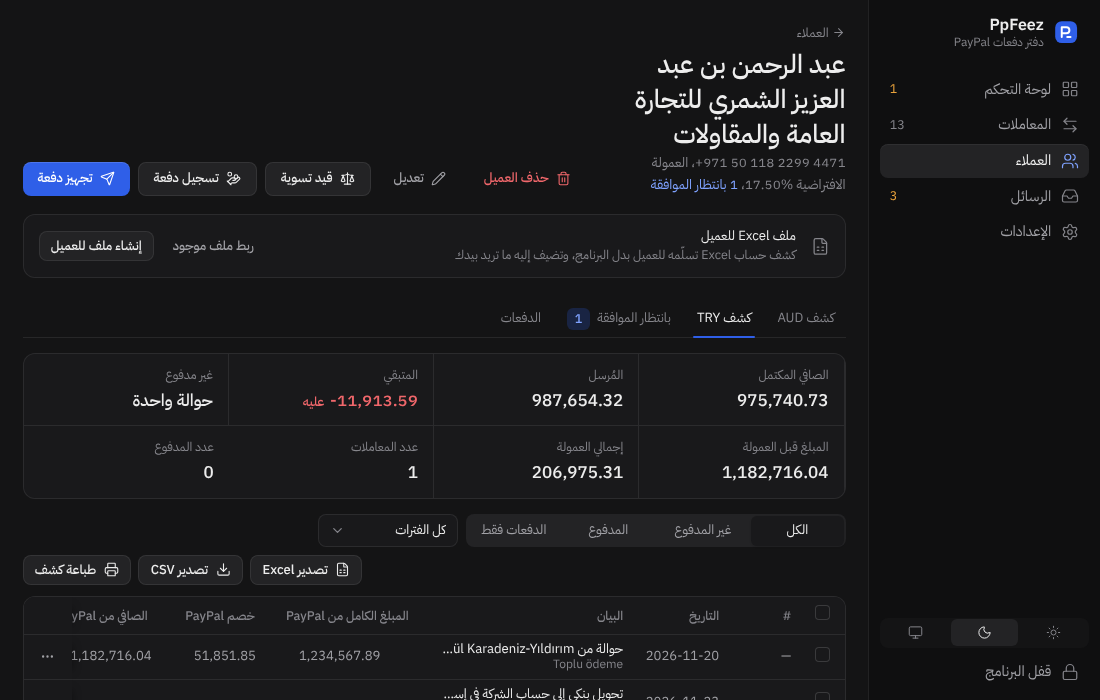 PpFeez
دفتر دفعات PayPal
لوحة التحكم 1
المعاملات 13
العملاء
الرسائل 3
الإعدادات
قفل البرنامج
العملاء
عبد الرحمن بن عبد
العزيز الشمري للتجارة
العامة والمقاولات
+971 50 118 2299 4471، العمولة
الافتراضية 17.50%، 1 بانتظار الموافقة
حذف العميل
تعديل
قيد تسوية
تسجيل دفعة
تجهيز دفعة
ملف Excel للعميل
كشف حساب Excel تسلّمه للعميل بدل البرنامج، وتضيف إليه ما تريد بيدك
ربط ملف موجود
إنشاء ملف للعميل
كشف AUD
كشف TRY
بانتظار الموافقة 1
الدفعات
الصافي المكتمل
975,740.73
المُرسل
987,654.32
المتبقي
-11,913.59 عليه
غير مدفوع
حوالة واحدة
المبلغ قبل العمولة
1,182,716.04
إجمالي العمولة
206,975.31
عدد المعاملات
1
عدد المدفوع
0
الكل
غير المدفوع
المدفوع
الدفعات فقط
كل الفترات
تصدير Excel
تصدير CSV
طباعة كشف
# التاريخ البيان المبلغ الكامل من PayPal خصم PayPal الصافي من yPal
— 2026-11-20 حوالة من ül Karadeniz-Yıldırım... 1,234,567.89 51,851.85 1,182,716.04
Toplu ödeme
تحويل بنكي إلى حساب الشركة في إس...